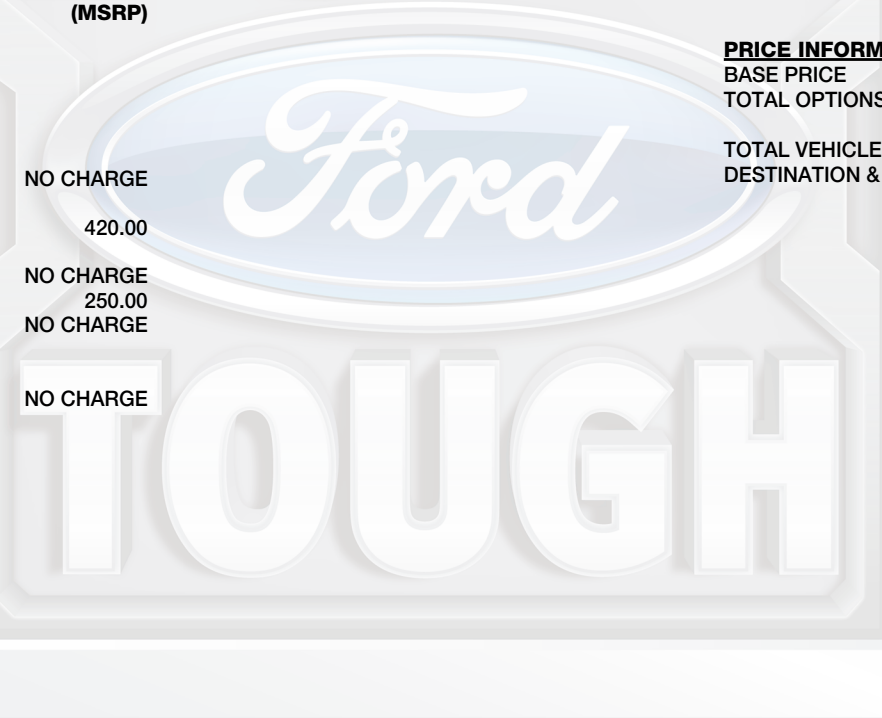 (MSRP)
NO CHARGE
420.00
NO CHARGE
250.00
NO CHARGE
NO CHARGE
PRICE INFORM
BASE PRICE
TOTAL OPTIONS
TOTAL VEHICLE
DESTINATION &
Ford
TOUGH